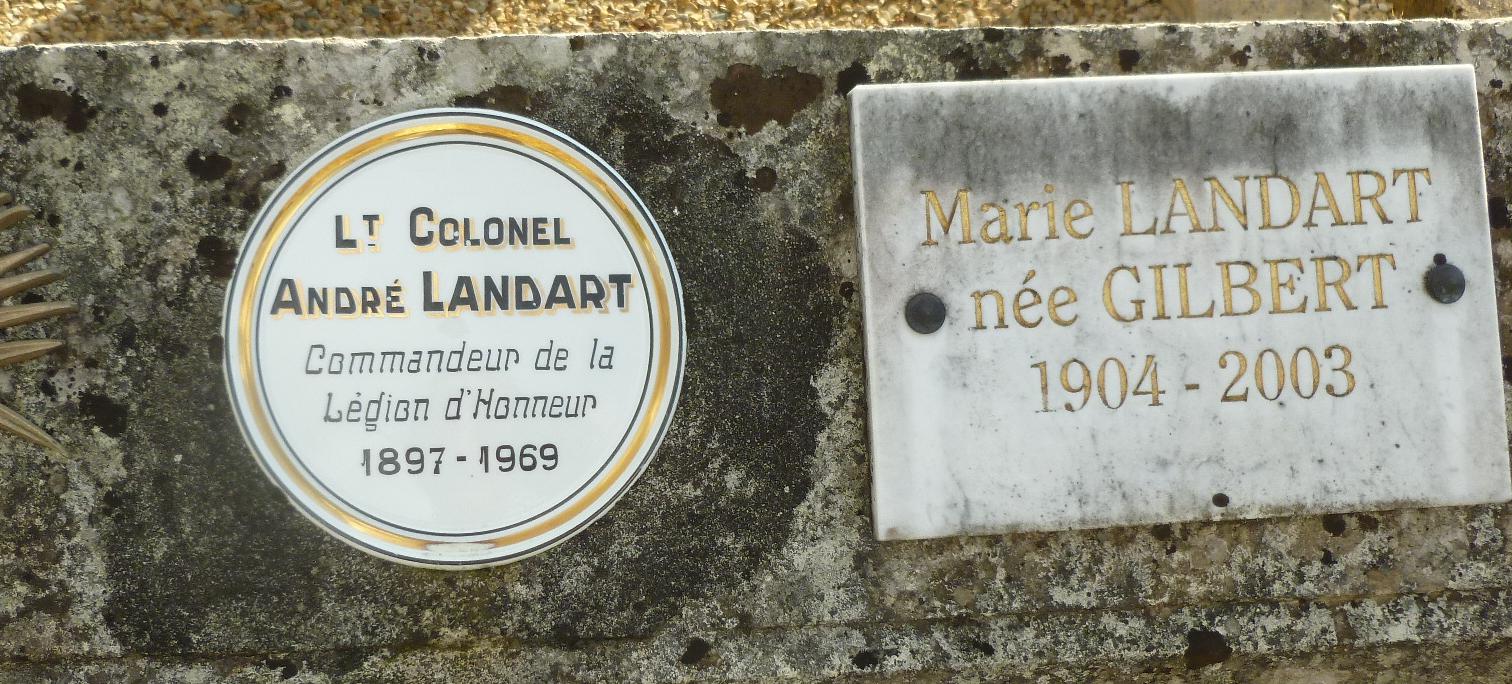 LT COLONEL
ANDRÉ LANDART
Commandeur de la
Légion d'Honneur
1897 - 1969
Marie LANDART
née GILBERT
1904 - 2003